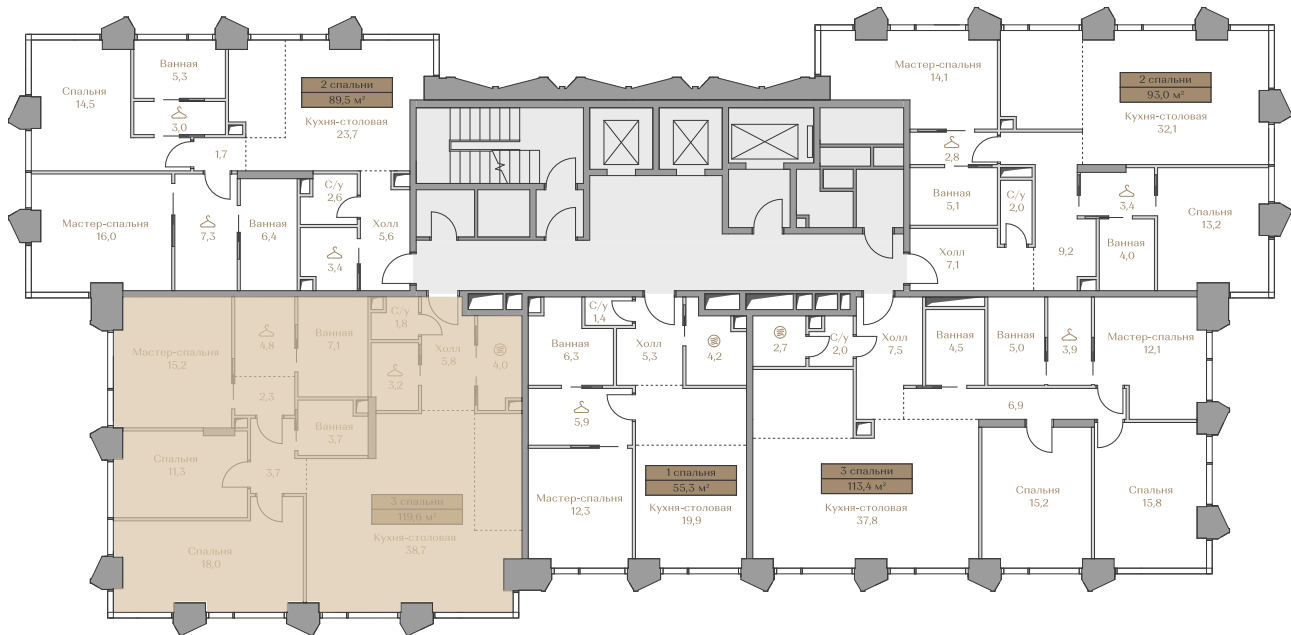 Ванная
5,3
Спальня
14,5
3,0
2 спальни
89,5 м²
Кухня-столовая
23,7
1,7
С/у
2,6
Мастер-спальня
16,0
7,3
Ванная
6,4
Холл
5,6
3,4
Мастер-спальня
14,1
2 спальни
93,0 м²
Кухня-столовая
32,1
2,8
Ванная
5,1
С/у
2,0
3,4
Спальня
13,2
Холл
7,1
9,2
Ванная
4,0
Мастер-спальня
15,2
4,8
Ванная
7,1
С/у
1,8
Холл
5,8
4,0
3,2
2,3
Ванная
3,7
Спальня
11,3
3,7
3 спальни
119,6 м²
Кухня-столовая
38,7
Спальня
18,0
С/у
1,4
Ванная
6,3
Холл
5,3
4,2
5,9
1 спальня
55,3 м²
Кухня-столовая
19,9
Мастер-спальня
12,3
2,7
С/у
2,0
Холл
7,5
Ванная
4,5
Ванная
5,0
3,9
Мастер-спальня
12,1
6,9
3 спальни
113,4 м²
Кухня-столовая
37,8
Спальня
15,2
Спальня
15,8